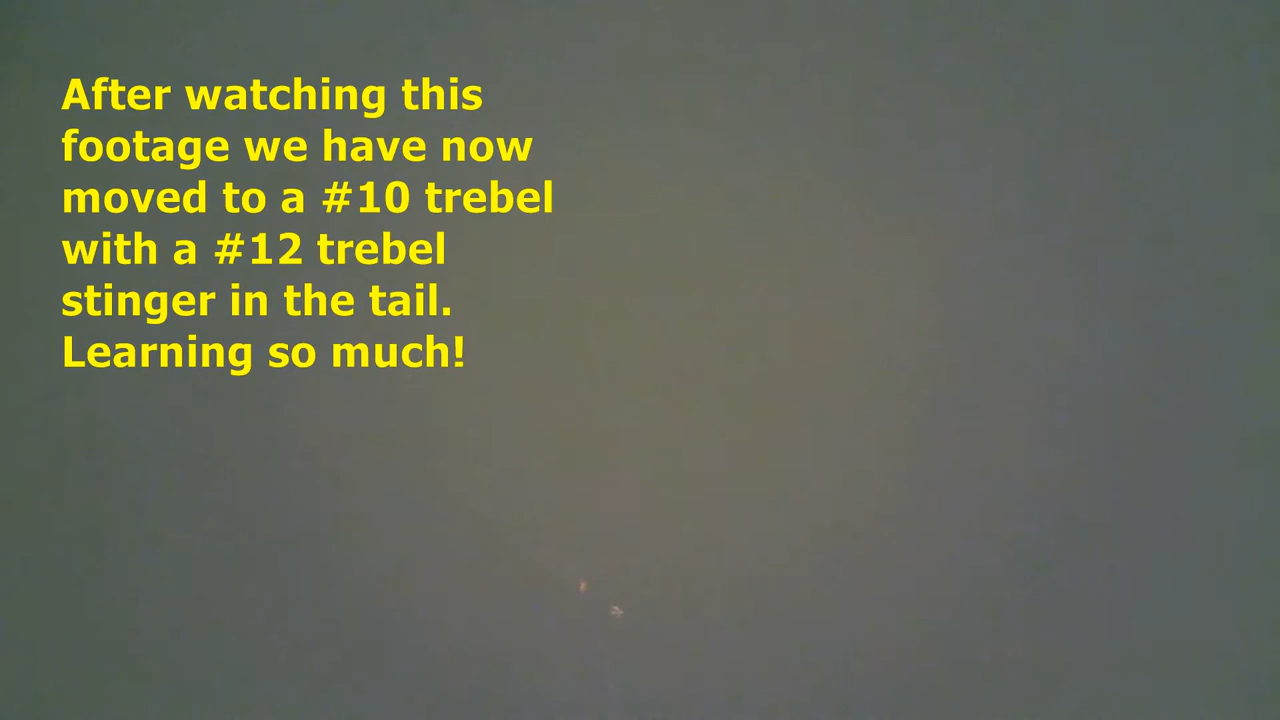 After watching this
footage we have now
moved to a #10 trebel
with a #12 trebel
stinger in the tail.
Learning so much!